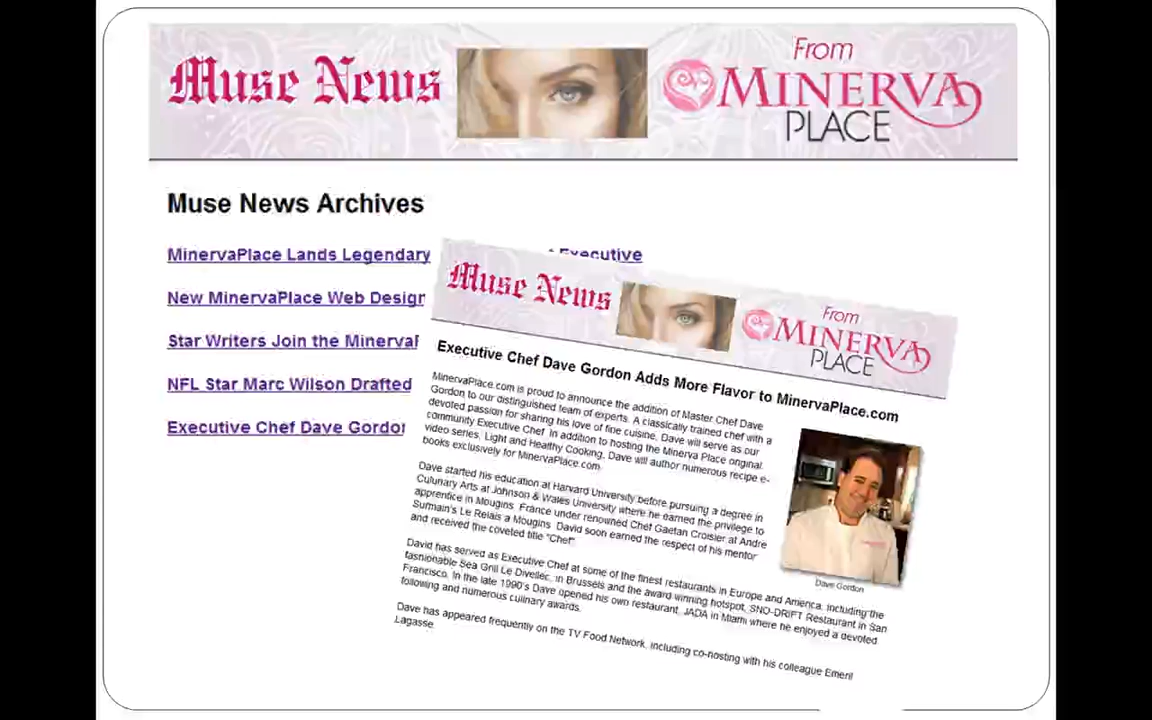 Muse News
From
MINERVA
PLACE
Muse News Archives
MinervaPlace Lands Legendary
Executive
New MinervaPlace Web Design
Star Writers Join the Minerva
NFL Star Marc Wilson Drafted
Executive Chef Dave Gordo
Muse News
From
MINERVA
PLACE
Executive Chef Dave Gordon Adds More Flavor to MinervaPlace.com
MinervaPlace.com is proud to announce the addition of Master Chef Dave
Gordon to our distinguished team of experts. A classically trained chef with a
devoted passion for sharing his love of fine cuisine, Dave will serve as our
community Executive Chef. In addition to hosting the Minerva Place original
video series, Light and Healthy Cooking, Dave will author numerous recipe e-
books exclusively for MinervaPlace.com.
Dave started his education at Harvard University before pursuing a degree in
Culunary Arts at Johnson & Wales University where he earned the privilege to
apprentice in Mougins, France under renowned Chef Gaetan Croisier at Andre
Surmain's Le Relais a Mougins. David soon earned the respect of his mentor
and received the coveted title "Chef".
David has served as Executive Chef at some of the finest restaurants in Europe and America, including the
fashionable Sea Grill Le Divellec, in Brussels and the award winning hotspot, SNO-DRIFT Restaurant in San
Francisco. In the late 1990's Dave opened his own restaurant, JADA in Miami where he enjoyed a devoted
following and numerous culinary awards.
Dave has appeared frequently on the TV Food Network, including co-hosting with his colleague Emeril
Lagasse.
Dave Gordon